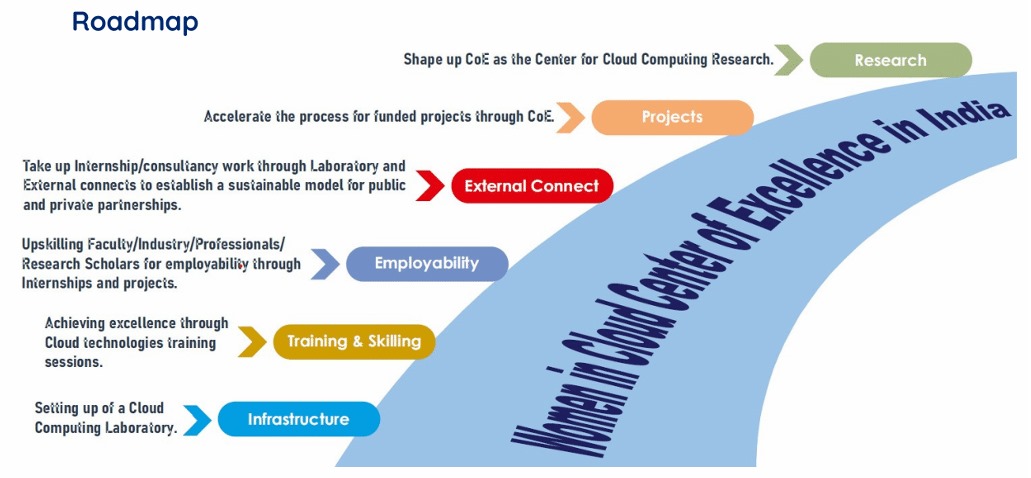 Roadmap
Shape up CoE as the Center for Cloud Computing Research.
Research
Accelerate the process for funded projects through CoE.
Projects
Take up Internship/consultancy work through Laboratory and
External connects to establish a sustainable model for public
and private partnerships.
External Connect
Upskilling Faculty/Industry/Professionals/
Research Scholars for employability through
Internships and projects.
Employability
Achieving excellence through
Cloud technologies training
sessions.
Training & Skilling
Setting up of a Cloud
Computing Laboratory.
Infrastructure
Women in Cloud Center of Excellence in India